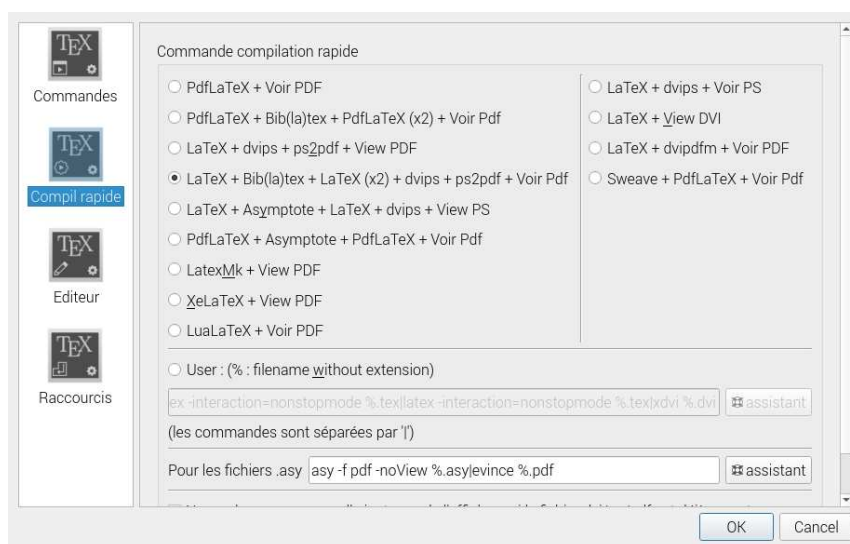 TEX
Commandes
TEX
Compil rapide
TEX
Editeur
TEX
Raccourcis
Commande compilation rapide
PdfLaTeX + Voir PDF
PdfLaTeX + Bib(la)tex + PdfLaTeX (x2) + Voir Pdf
LaTeX + dvips + ps2pdf + View PDF
LaTeX + Bib(la)tex + LaTeX (x2) + dvips + ps2pdf + Voir Pdf
LaTeX + Asymptote + LaTeX + dvips + View PS
PdfLaTeX + Asymptote + PdfLaTeX + Voir Pdf
LatexMk + View PDF
XeLaTeX + View PDF
LuaLaTeX + Voir PDF
LaTeX + dvips + Voir PS
LaTeX + View DVI
LaTeX + dvipdfm + Voir PDF
Sweave + PdfLaTeX + Voir Pdf
User : (% : filename without extension)
ex -interaction=nonstopmode %.tex|latex -interaction=nonstopmode %.tex|xdvi %.dvi
assistant
(les commandes sont séparées par '|')
Pour les fichiers .asy
asy -f pdf -noView %.asy|evince %.pdf
assistant
OK
Cancel